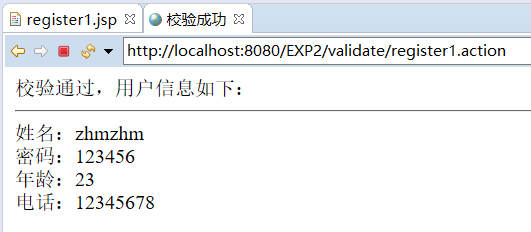 register1.jsp 校验成功
http://localhost:8080/EXP2/validate/register1.action
校验通过，用户信息如下：
姓名：zhmzhm
密码：123456
年龄：23
电话：12345678